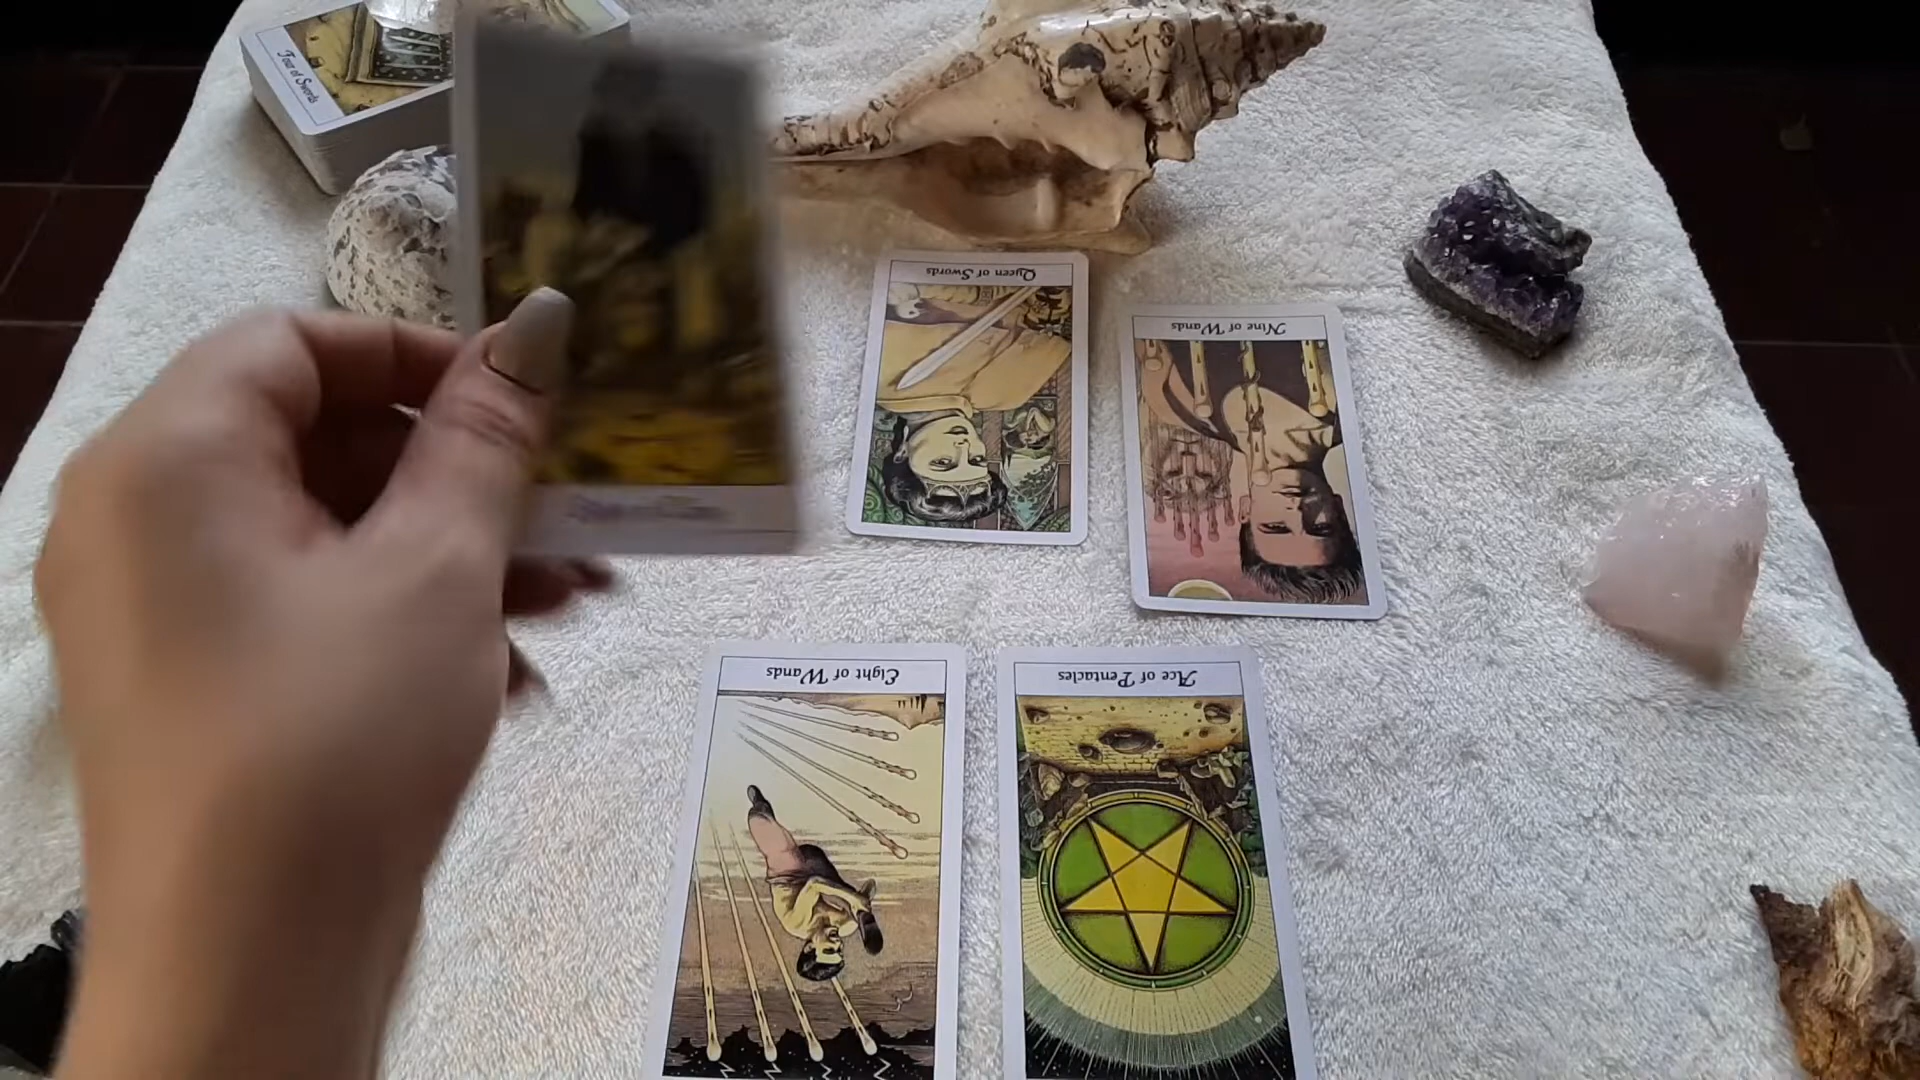 Four of Swords
Queen of Swords
Nine of Wands
Eight of Wands
Ace of Pentacles